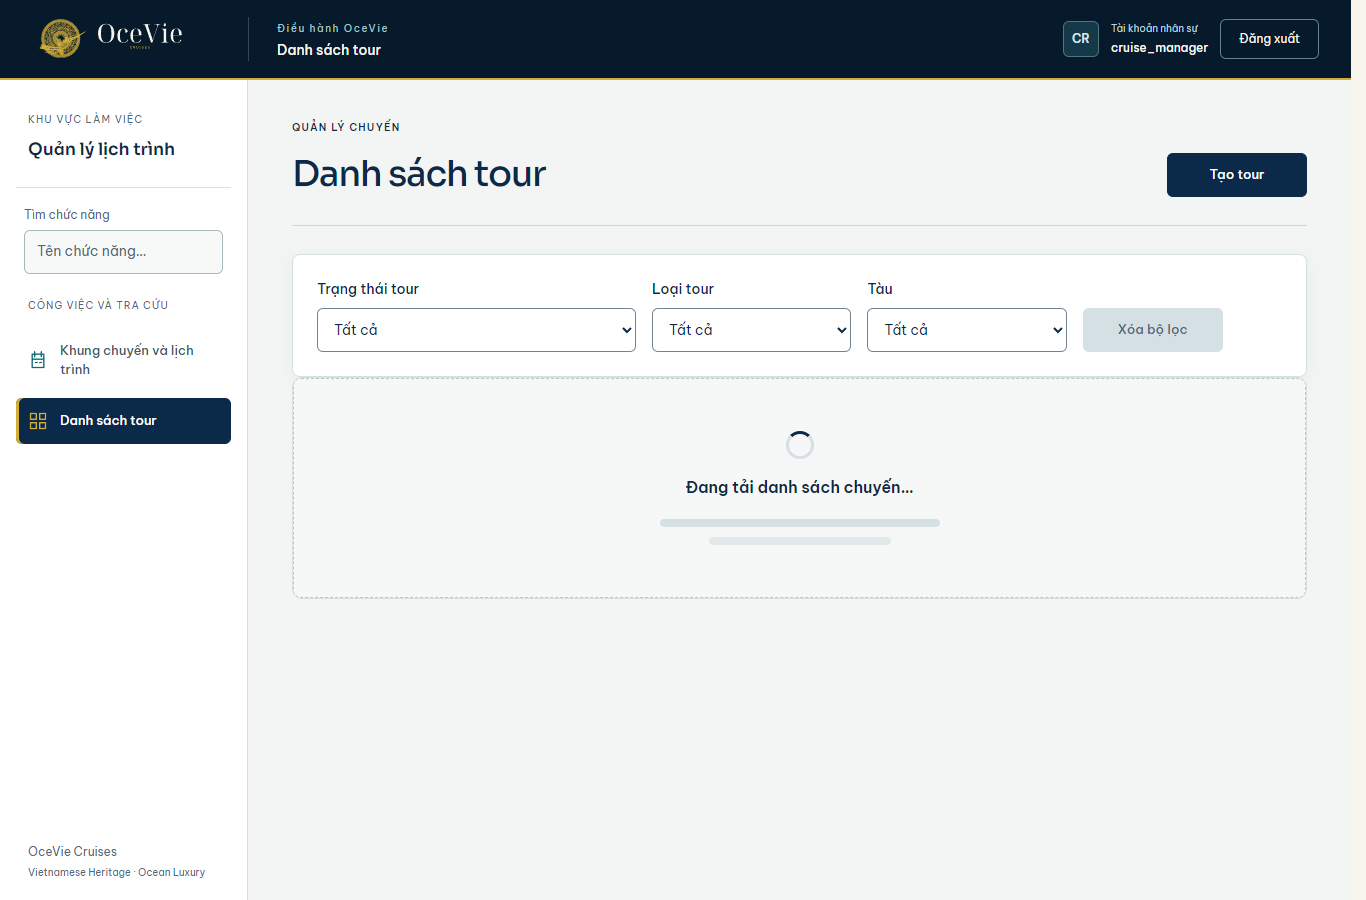 OceVie
CRUISES
Điều hành OceVie
Danh sách tour
CR
Tài khoản nhân sự
cruise_manager
Đăng xuất
KHU VỰC LÀM VIỆC
Quản lý lịch trình
Tìm chức năng
Tên chức năng...
CÔNG VIỆC VÀ TRA CỨU
Khung chuyến và lịch
trình
Danh sách tour
OceVie Cruises
Vietnamese Heritage · Ocean Luxury
QUẢN LÝ CHUYẾN
Danh sách tour
Tạo tour
Trạng thái tour
Loại tour
Tàu
Tất cả
Tất cả
Tất cả
Xóa bộ lọc
Đang tải danh sách chuyến...